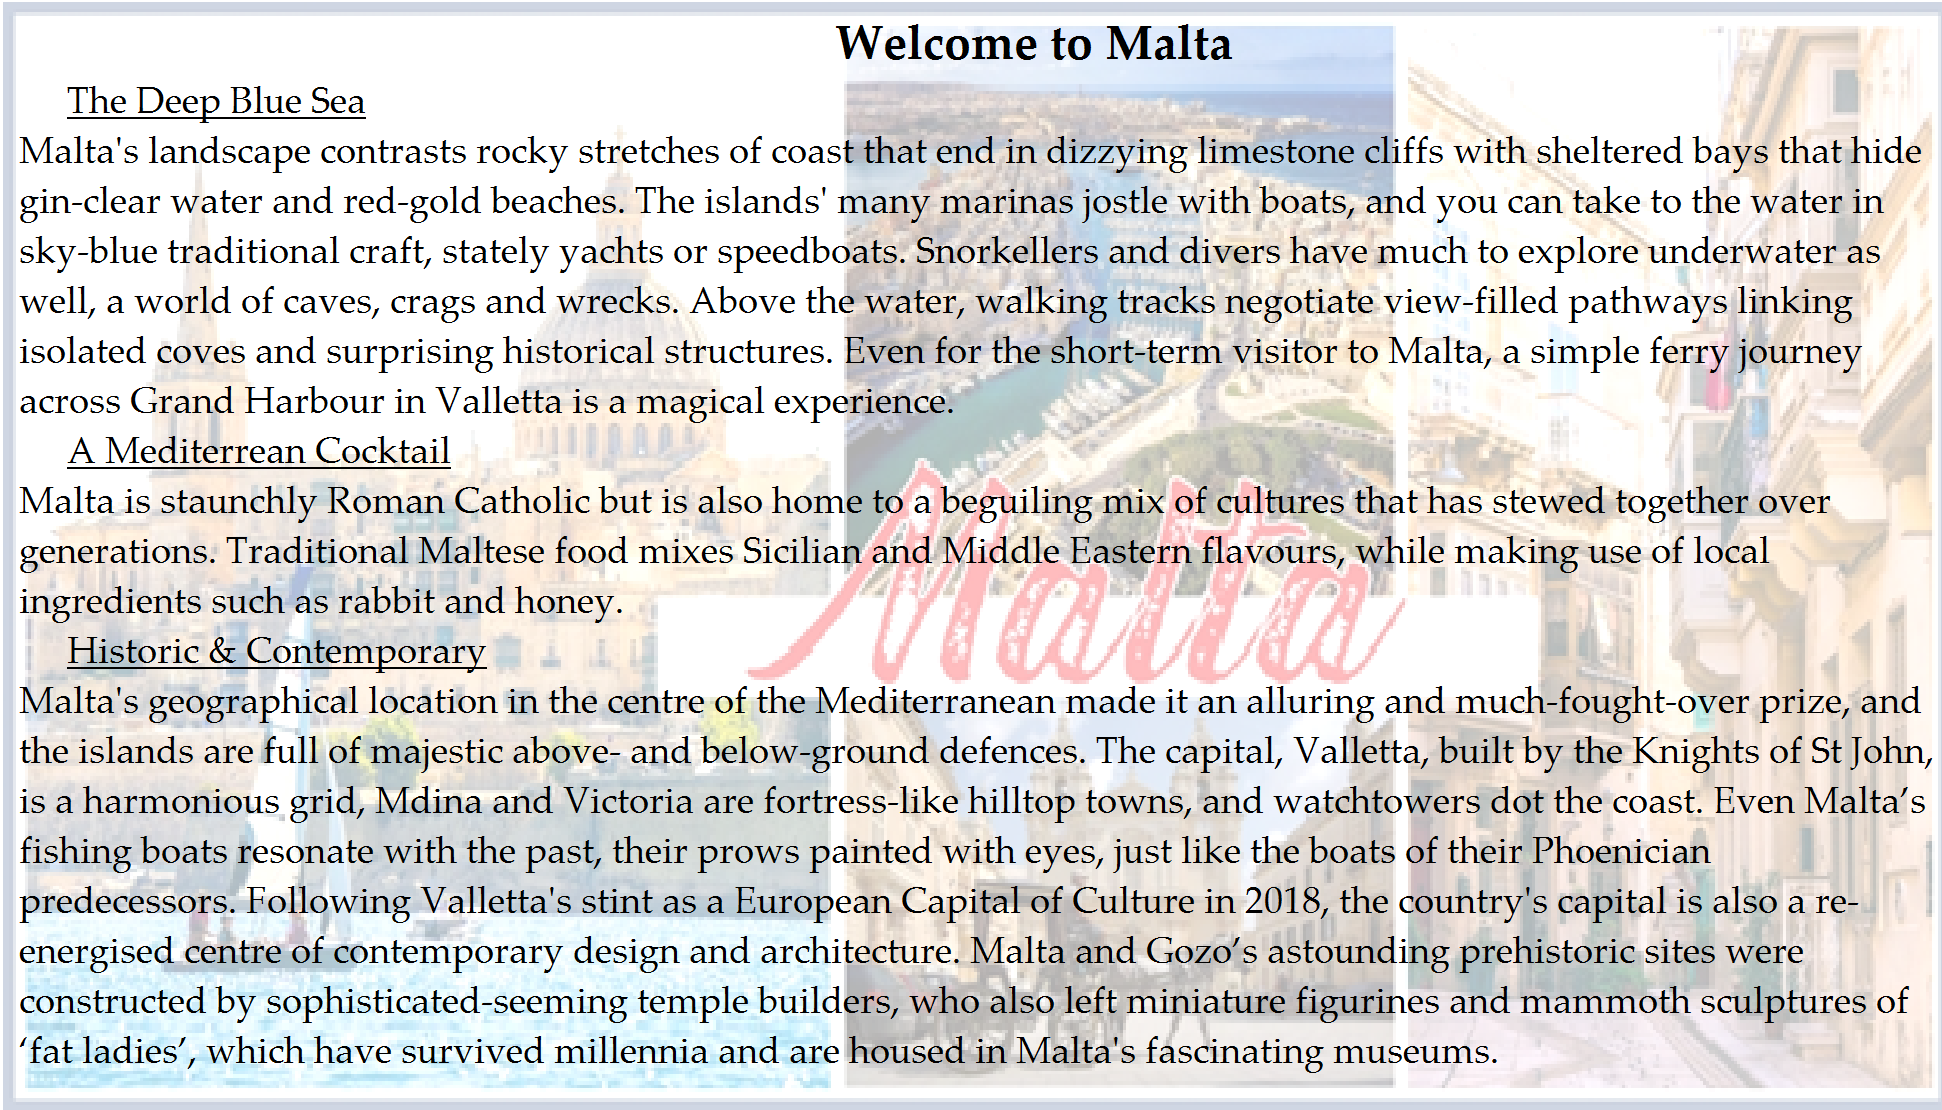 Welcome to Malta
The Deep Blue Sea
Malta's landscape contrasts rocky stretches of coast that end in dizzying limestone cliffs with sheltered bays that hide
gin-clear water and red-gold beaches. The islands' many marinas jostle with boats, and you can take to the water in
sky-blue traditional craft, stately yachts or speedboats. Snorkellers and divers have much to explore underwater as
well, a world of caves, crags and wrecks. Above the water, walking tracks negotiate view-filled pathways linking
isolated coves and surprising historical structures. Even for the short-term visitor to Malta, a simple ferry journey
across Grand Harbour in Valletta is a magical experience.
A Mediterrean Cocktail
Malta is staunchly Roman Catholic but is also home to a beguiling mix of cultures that has stewed together over
generations. Traditional Maltese food mixes Sicilian and Middle Eastern flavours, while making use of local
ingredients such as rabbit and honey.
Malta
Historic & Contemporary
Malta's geographical location in the centre of the Mediterranean made it an alluring and much-fought-over prize, and
the islands are full of majestic above- and below-ground defences. The capital, Valletta, built by the Knights of St John,
is a harmonious grid, Mdina and Victoria are fortress-like hilltop towns, and watchtowers dot the coast. Even Malta’s
fishing boats resonate with the past, their prows painted with eyes, just like the boats of their Phoenician
predecessors. Following Valletta's stint as a European Capital of Culture in 2018, the country's capital is also a re-
energised centre of contemporary design and architecture. Malta and Gozo’s astounding prehistoric sites were
constructed by sophisticated-seeming temple builders, who also left miniature figurines and mammoth sculptures of
‘fat ladies’, which have survived millennia and are housed in Malta's fascinating museums.